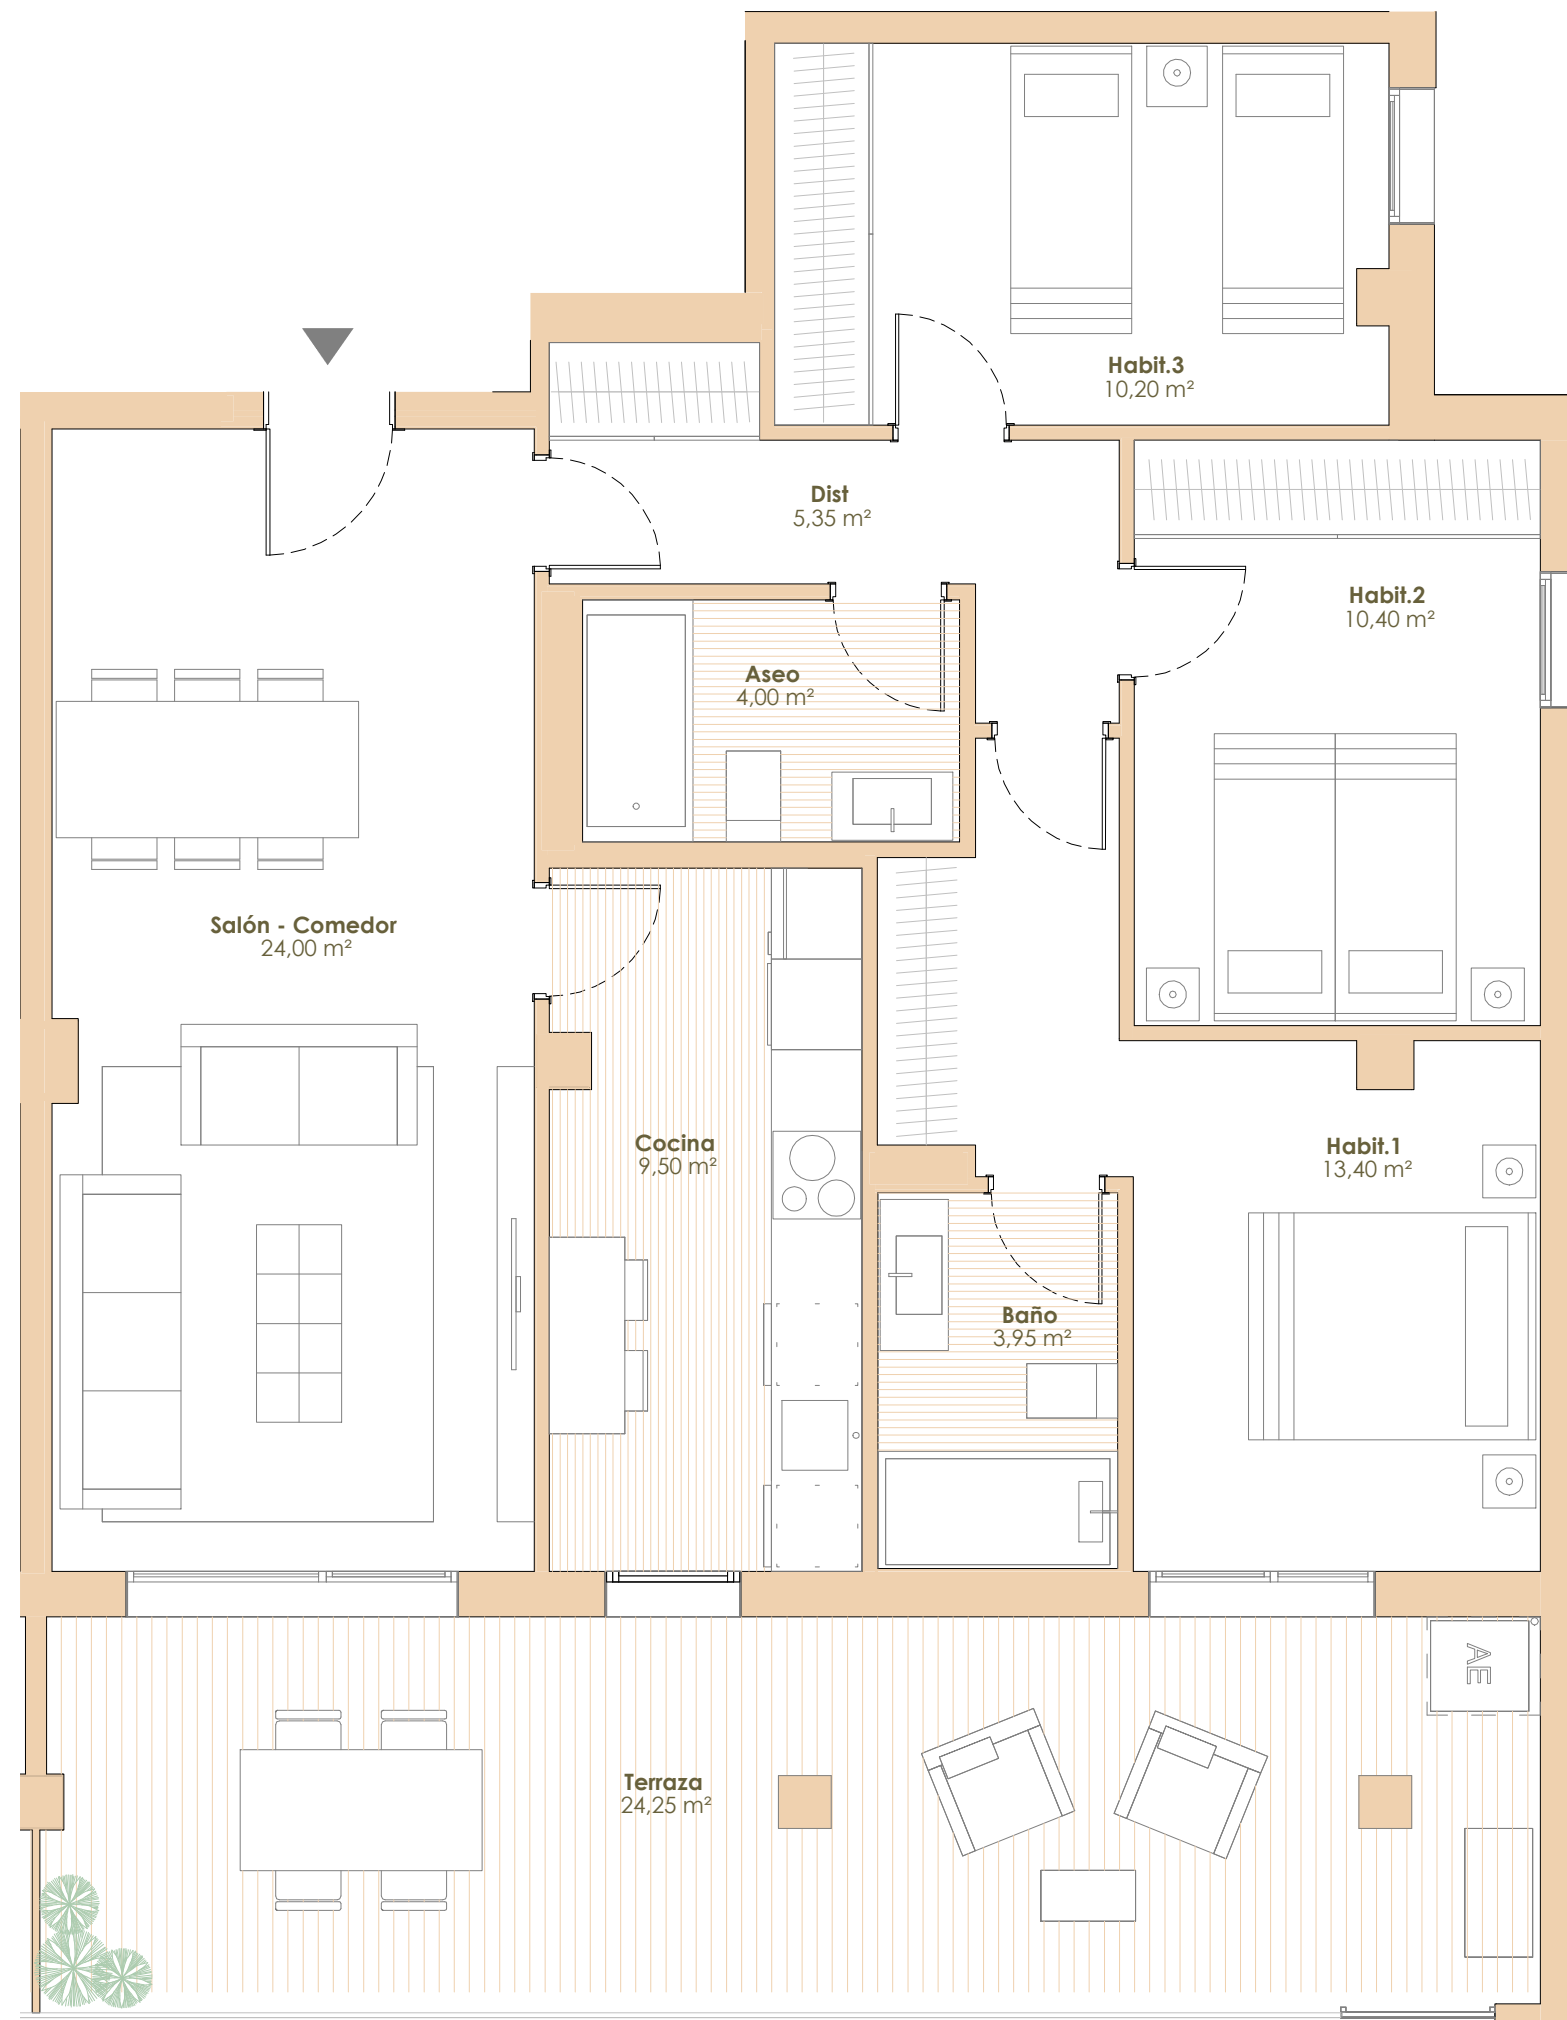 Habit.3
10,20 m²
Dist
5,35 m²
Habit.2
10,40 m²
Aseo
4,00 m²
Salón - Comedor
24,00 m²
Cocina
9,50 m²
Habit.1
13,40 m²
Baño
3,95 m²
AE
Terraza
24,25 m²